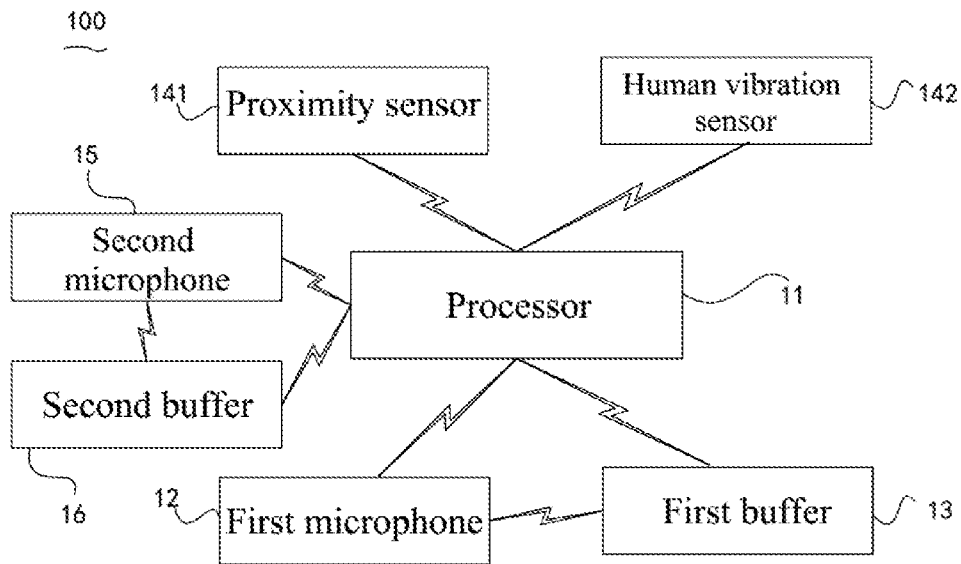 100
141
Proximity sensor
Human vibration
sensor
142
15
Second
microphone
Processor
11
Second buffer
16
12
First microphone
First buffer
13